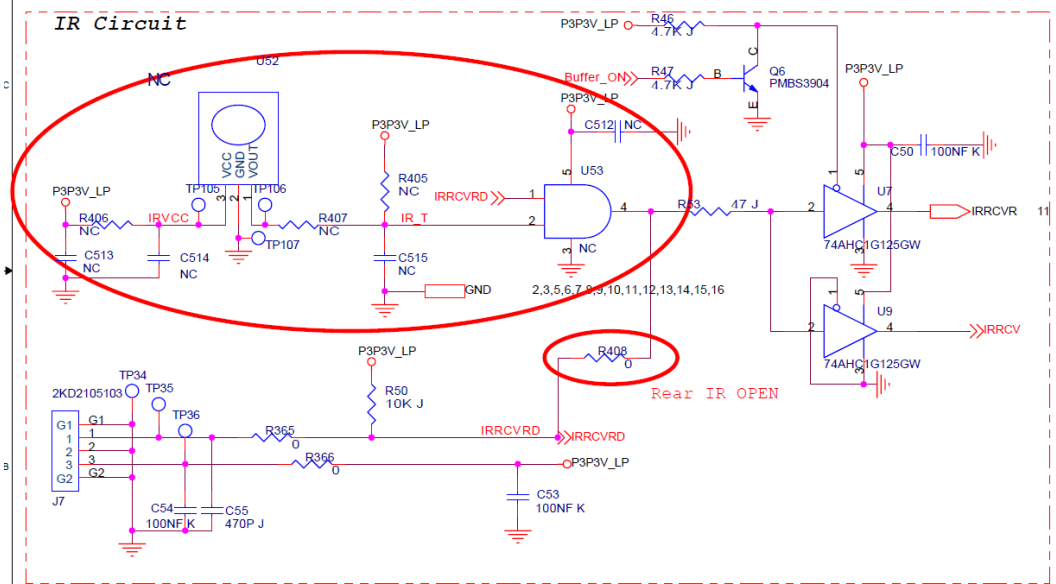 IR Circuit
P3P3V_LP
R46
4.7K J
U52
NC
Buffer_ON
R47
4.7K J
B
C
E
Q6
PMBS3904
P3P3V_LP
P3P3V_LP
C512
NC
P3P3V_LP
C50
100NF K
VCC
GND
VOUT
3
2
1
TP105
TP106
R405
NC
IRRCVRD
1
2
5
U53
4
3
NC
R53
47 J
1
5
U7
2
4
3
74AHC1G125GW
IRRCVR
11
P3P3V_LP
R406
NC
IRVCC
R407
NC
IR_T
TP107
C513
NC
C514
NC
C515
NC
GND
2,3,5,6,7,8,9,10,11,12,13,14,15,16
1
5
U9
2
4
3
74AHC1G125GW
IRRCV
P3P3V_LP
R408
0
Rear IR OPEN
TP34
2KD2105103
TP35
TP36
R50
10K J
G1
1
2
3
G2
G1
1
2
3
G2
J7
R365
0
IRRCVRD
IRRCVRD
R366
0
P3P3V_LP
C54
100NF K
C55
470P J
C53
100NF K
C
B